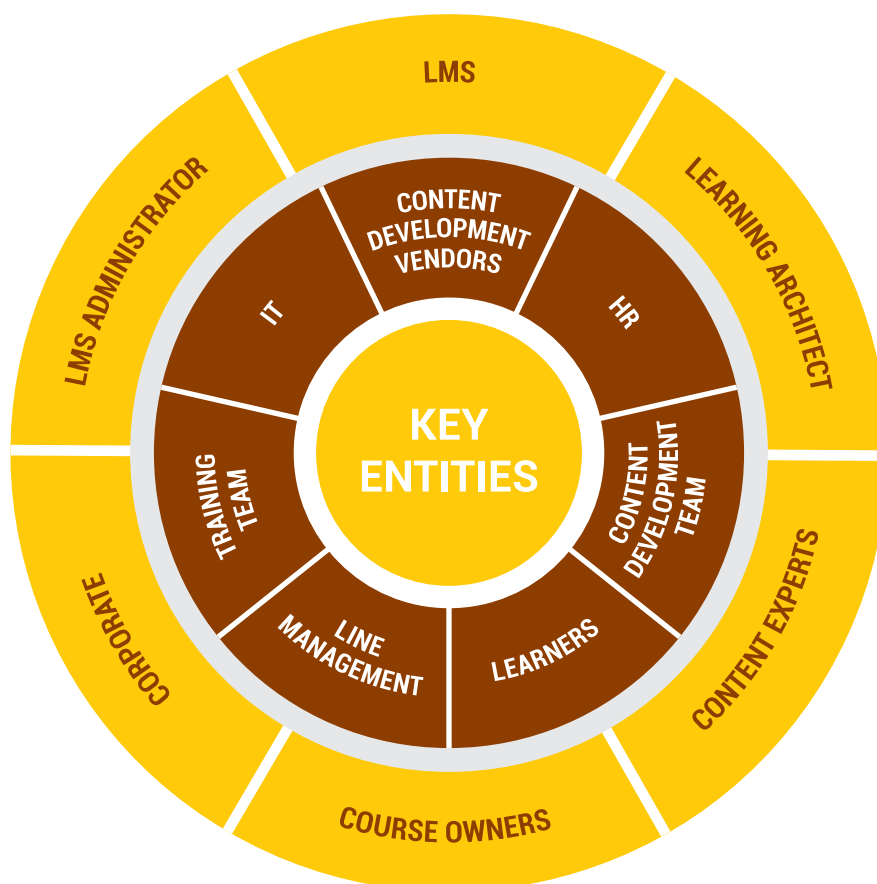 LMS
LEARNING ARCHITECT
CONTENT EXPERTS
COURSE OWNERS
CORPORATE
LMS ADMINISTRATOR
CONTENT
DEVELOPMENT
VENDORS
HR
CONTENT
DEVELOPMENT
TEAM
LEARNERS
LINE
MANAGEMENT
TRAINING
TEAM
IT
KEY
ENTITIES